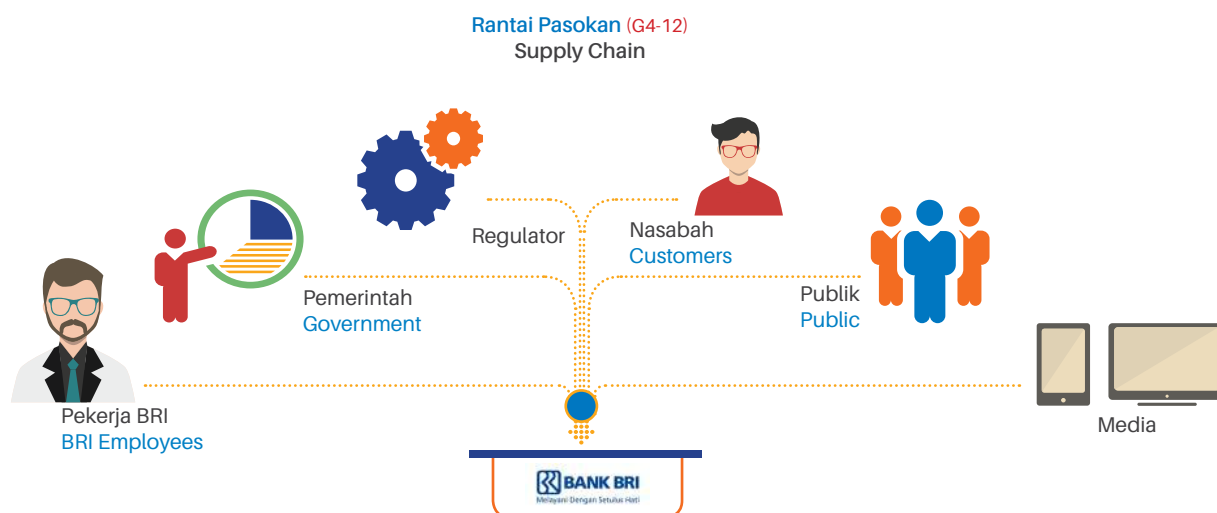 Rantai Pasokan (G4-12)
Supply Chain
Regulator
Nasabah
Customers
Pemerintah
Government
Publik
Public
Pekerja BRI
BRI Employees
Media
BANK BRI
Melayani Dengan Setulus Hati